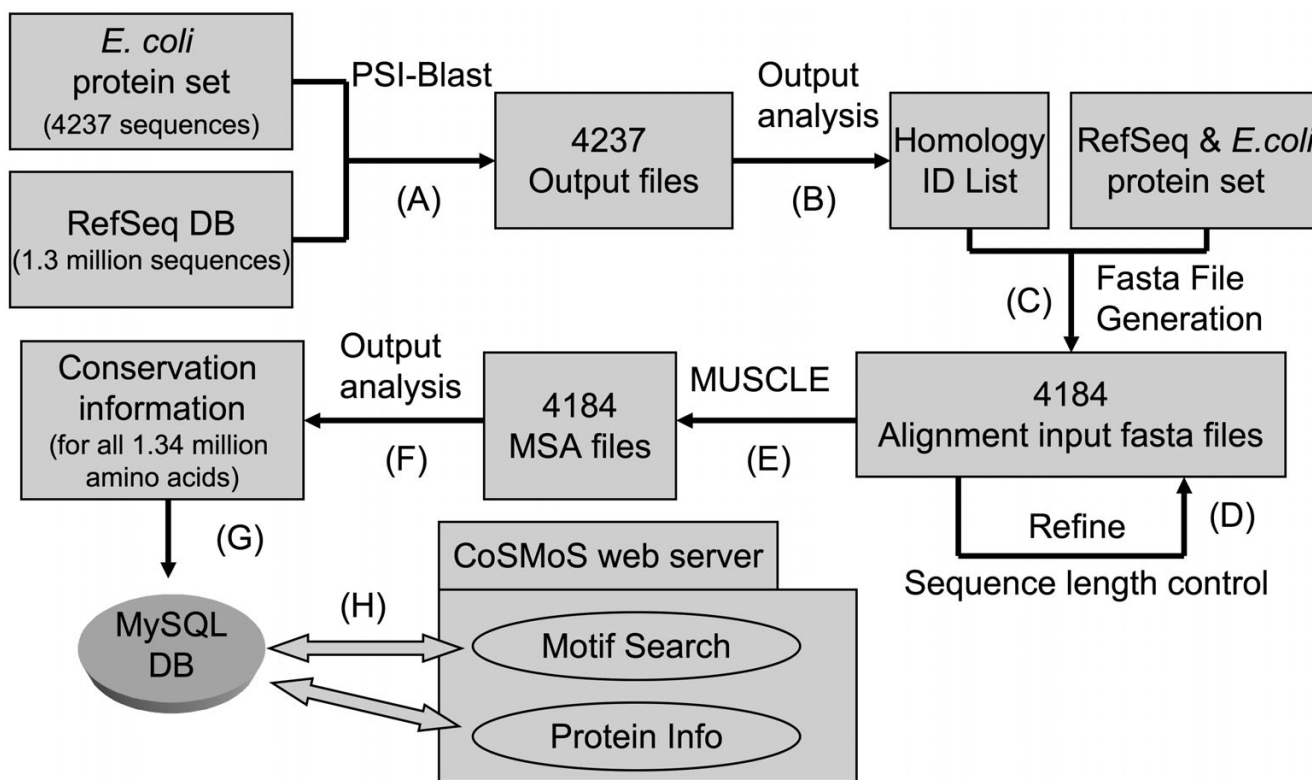 E. coli
protein set
(4237 sequences)
PSI-Blast
(A)
RefSeq DB
(1.3 million sequences)
4237
Output files
Output
analysis
(B)
Homology
ID List
RefSeq & E.coli
protein set
(C)
Fasta File
Generation
4184
Alignment input fasta files
Refine
(D)
Sequence length control
MUSCLE
(E)
4184
MSA files
Output
analysis
(F)
Conservation
information
(for all 1.34 million
amino acids)
(G)
MySQL
DB
(H)
CoSMoS web server
Motif Search
Protein Info